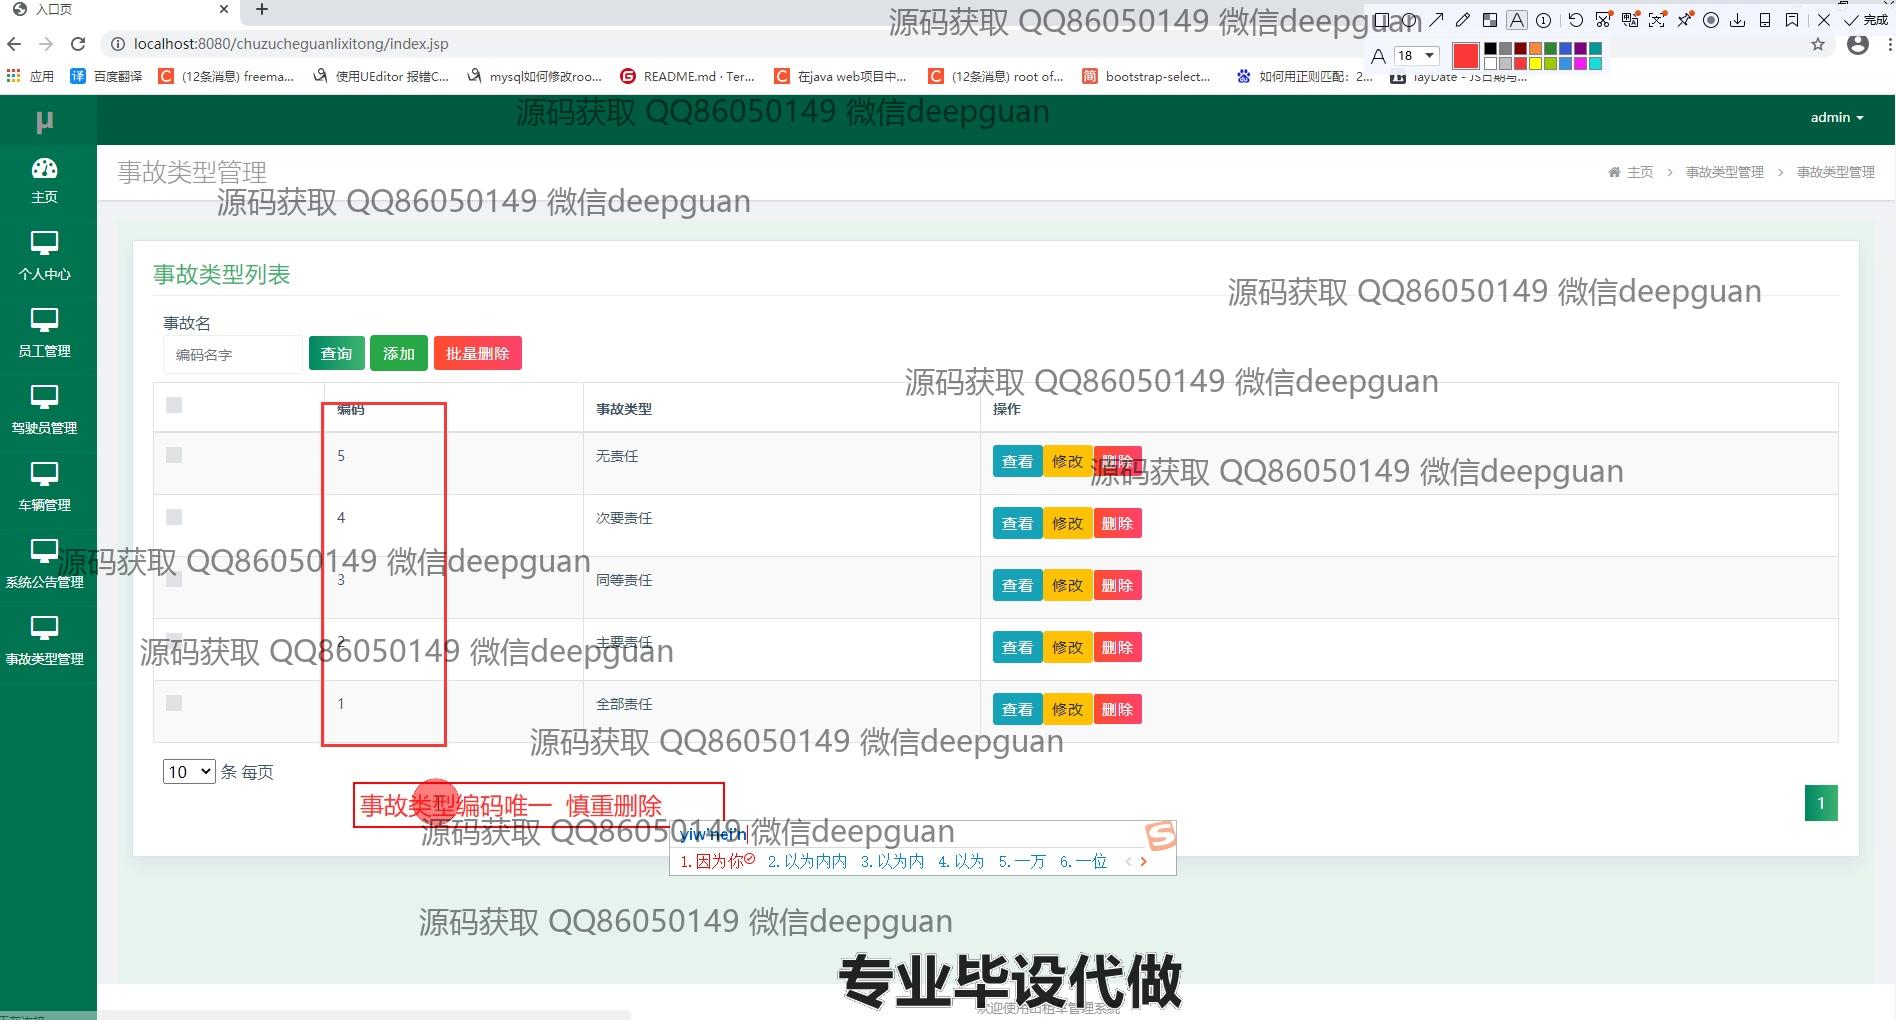 入口页
源码获取 QQ86050149 微信deepguan
完成
localhost:8080/chuzucheguanlixitong/index.jsp
18
应用 百度翻译 (12条消息) freema... 使用UEditor 报错C... mysql如何修改roo... README.md · Ter... 在java web项目中... (12条消息) root of... bootstrap-select... 如何用正则匹配：2... layDate - JS日期与...
源码获取 QQ86050149 微信deepguan
μ
admin
主页
个人中心
员工管理
驾驶员管理
车辆管理
系统公告管理
事故类型管理
事故类型管理
主页 > 事故类型管理 > 事故类型管理
源码获取 QQ86050149 微信deepguan
事故类型列表
源码获取 QQ86050149 微信deepguan
事故名
编码名字 查询 添加 批量删除
源码获取 QQ86050149 微信deepguan
编码 事故类型 操作
5 无责任 查看 修改 删除
源码获取 QQ86050149 微信deepguan
4 次要责任 查看 修改 删除
源码获取 QQ86050149 微信deepguan
3 同等责任 查看 修改 删除
2 主要责任 查看 修改 删除
源码获取 QQ86050149 微信deepguan
1 全部责任 查看 修改 删除
源码获取 QQ86050149 微信deepguan
10 条 每页
1
事故类型编码唯一 慎重删除
源码获取 QQ86050149 微信deepguan
yiw'nei'n
1.因为你 2.以为内内 3.以为内 4.以为 5.一万 6.一位
源码获取 QQ86050149 微信deepguan
专业毕设代做
欢迎使用出租车管理系统